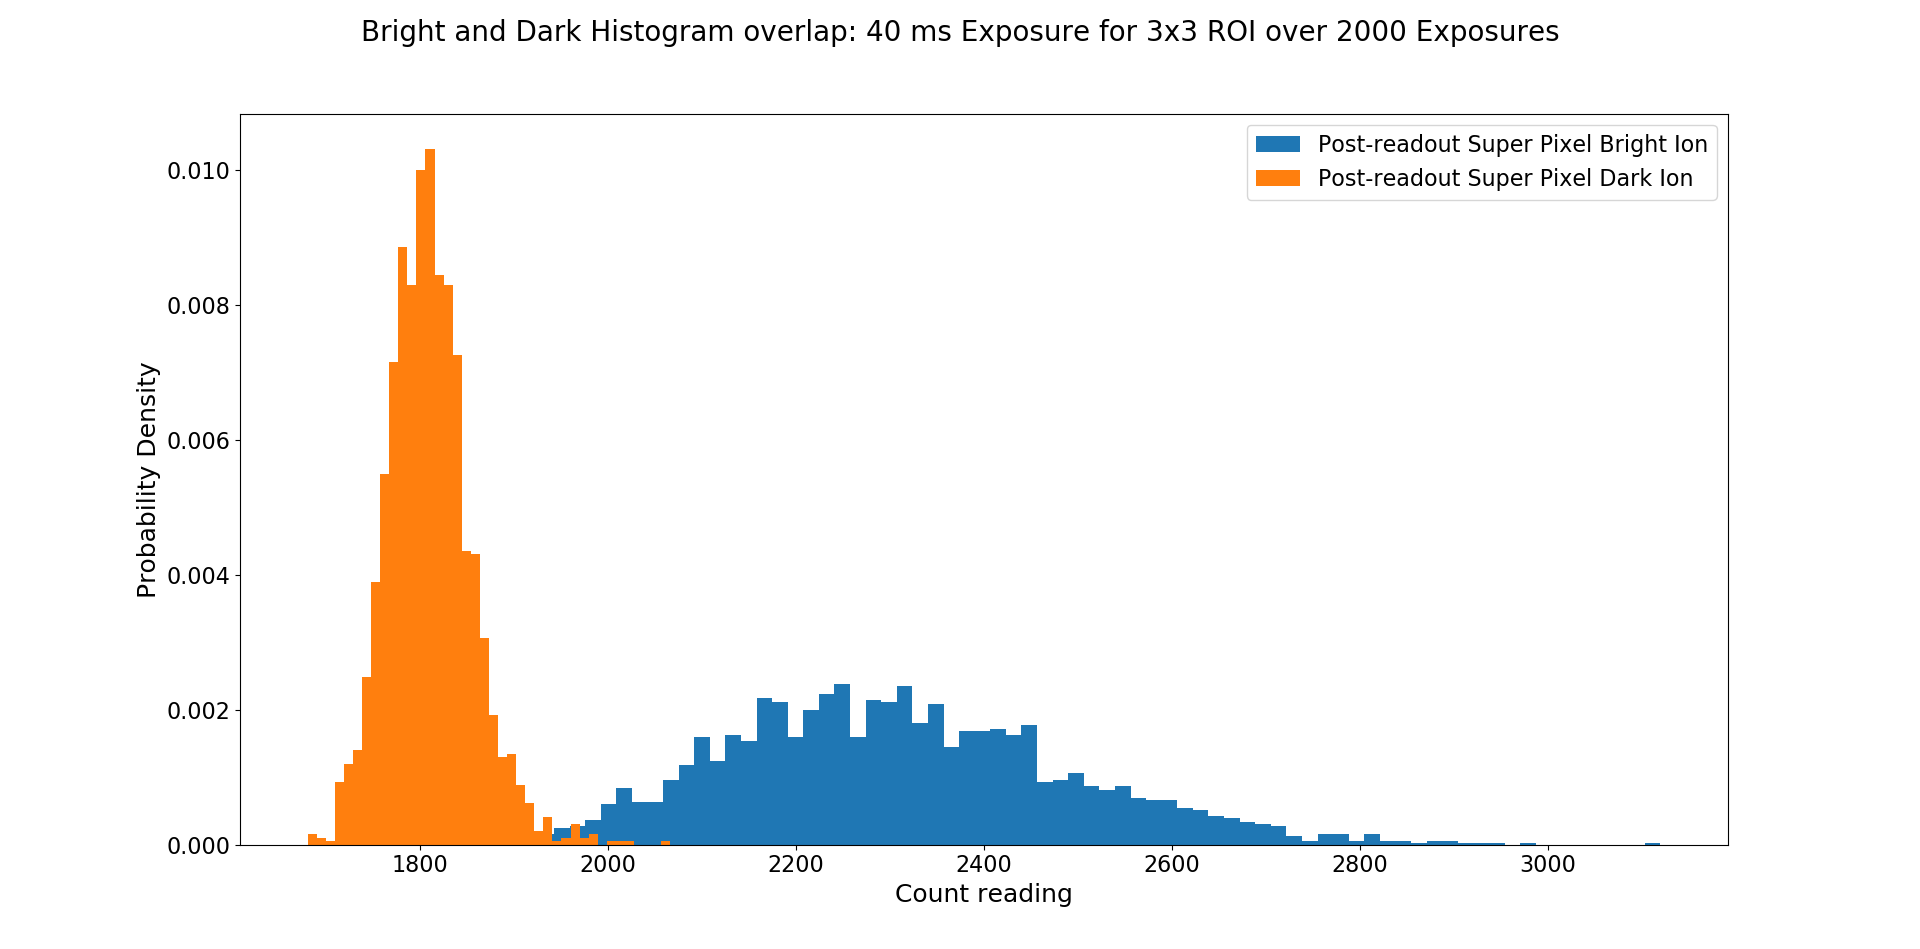 Bright and Dark Histogram overlap: 40 ms Exposure for 3x3 ROI over 2000 Exposures
Post-readout Super Pixel Bright Ion
Post-readout Super Pixel Dark Ion
Probability Density
0.010
0.008
0.006
0.004
0.002
0.000
1800 2000 2200 2400 2600 2800 3000
Count reading